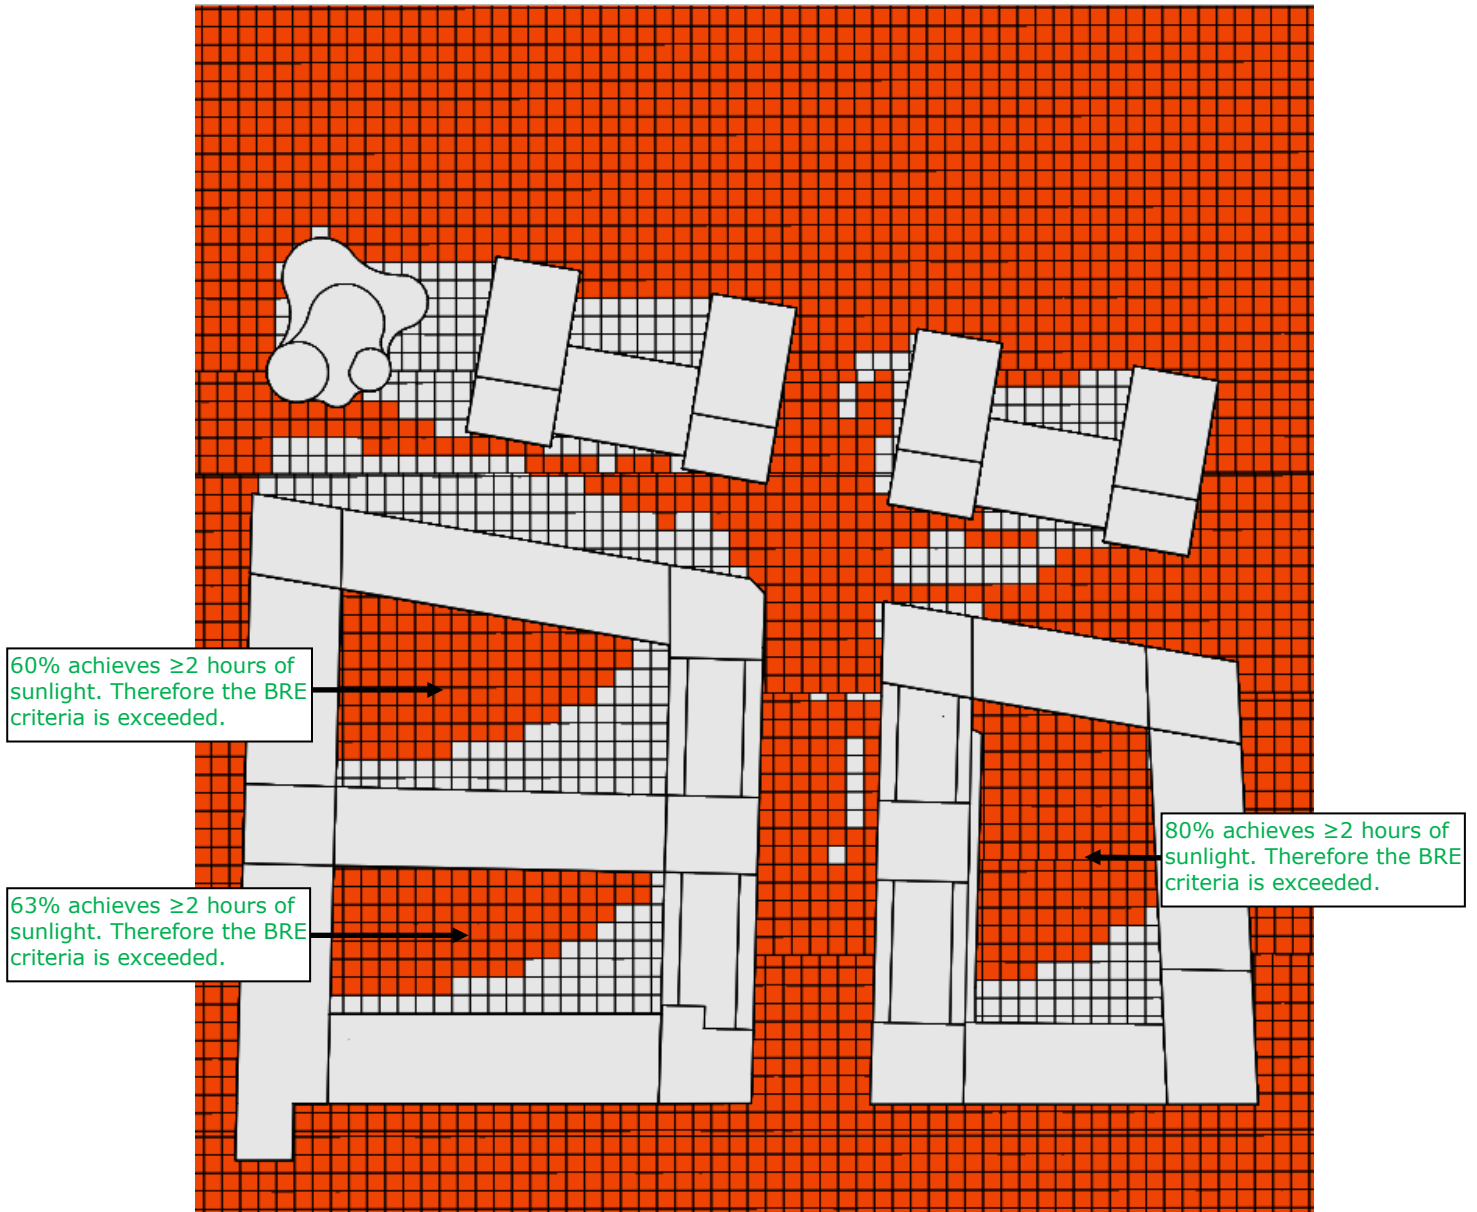 60% achieves ≥2 hours of
sunlight. Therefore the BRE
criteria is exceeded.
80% achieves ≥2 hours of
sunlight. Therefore the BRE
criteria is exceeded.
63% achieves ≥2 hours of
sunlight. Therefore the BRE
criteria is exceeded.